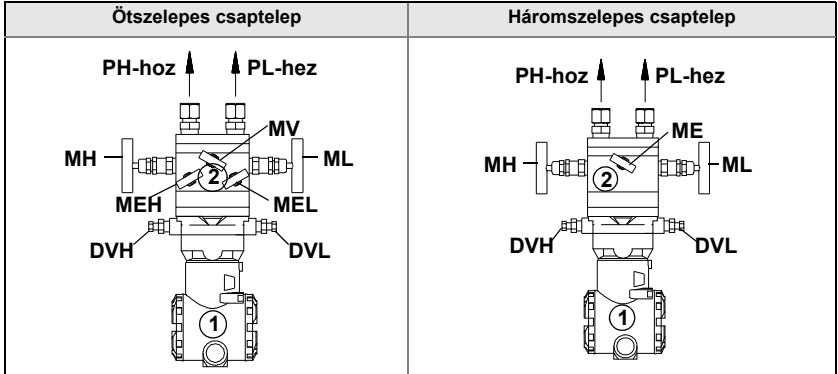 Ötszelepes csaptelep
Háromszelepes csaptelep
PH-hoz PL-hez
MV
MH ML
2
MEH MEL
DVH DVL
1
PH-hoz PL-hez
ME
MH ML
2
DVH DVL
1